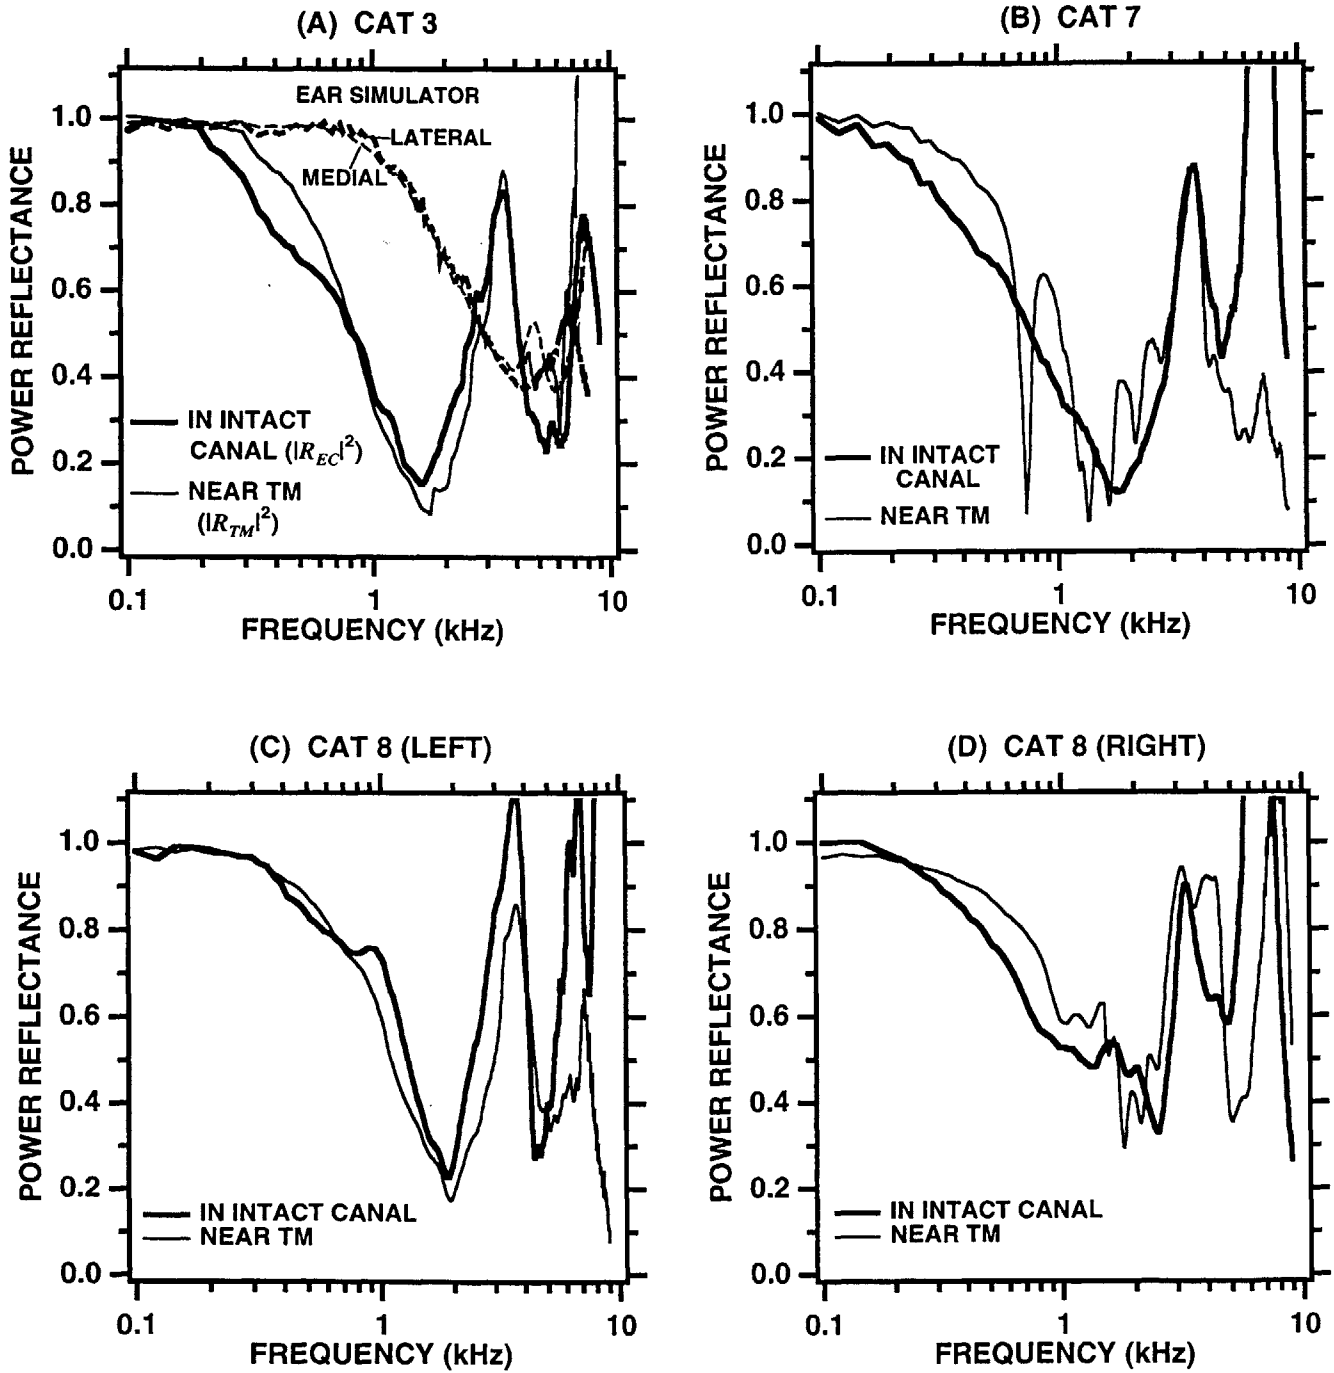 (A) CAT 3
EAR SIMULATOR
LATERAL
MEDIAL
1.0
0.8
0.6
0.4
0.2
0.0
POWER REFLECTANCE
IN INTACT
CANAL (|R_EC|²)
NEAR TM
(|R_TM|²)
0.1
1
10
FREQUENCY (kHz)
(B) CAT 7
1.0
0.8
0.6
0.4
0.2
0.0
POWER REFLECTANCE
IN INTACT
CANAL
NEAR TM
0.1
1
10
FREQUENCY (kHz)
(C) CAT 8 (LEFT)
1.0
0.8
0.6
0.4
0.2
0.0
POWER REFLECTANCE
IN INTACT CANAL
NEAR TM
0.1
1
10
FREQUENCY (kHz)
(D) CAT 8 (RIGHT)
1.0
0.8
0.6
0.4
0.2
0.0
POWER REFLECTANCE
IN INTACT CANAL
NEAR TM
0.1
1
10
FREQUENCY (kHz)